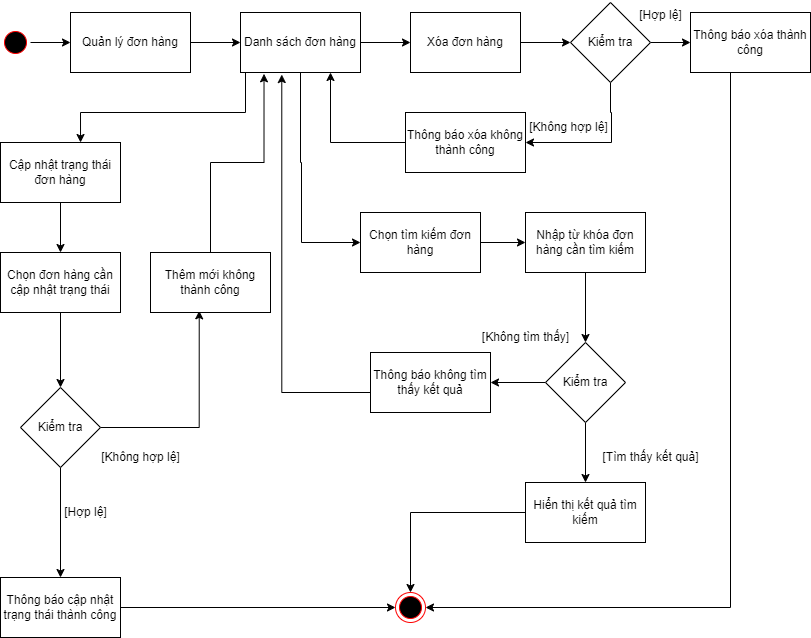 Quản lý đơn hàng
Danh sách đơn hàng
Xóa đơn hàng
Kiểm tra
[Hợp lệ]
Thông báo xóa thành
công
[Không hợp lệ]
Thông báo xóa không
thành công
Cập nhật trạng thái
đơn hàng
Chọn tìm kiếm đơn
hàng
Nhập từ khóa đơn
hàng cần tìm kiếm
Chọn đơn hàng cần
cập nhật trạng thái
Thêm mới không
thành công
[Không tìm thấy]
Thông báo không tìm
thấy kết quả
Kiểm tra
Kiểm tra
[Không hợp lệ]
[Tìm thấy kết quả]
[Hợp lệ]
Hiển thị kết quả tìm
kiếm
Thông báo cập nhật
trạng thái thành công